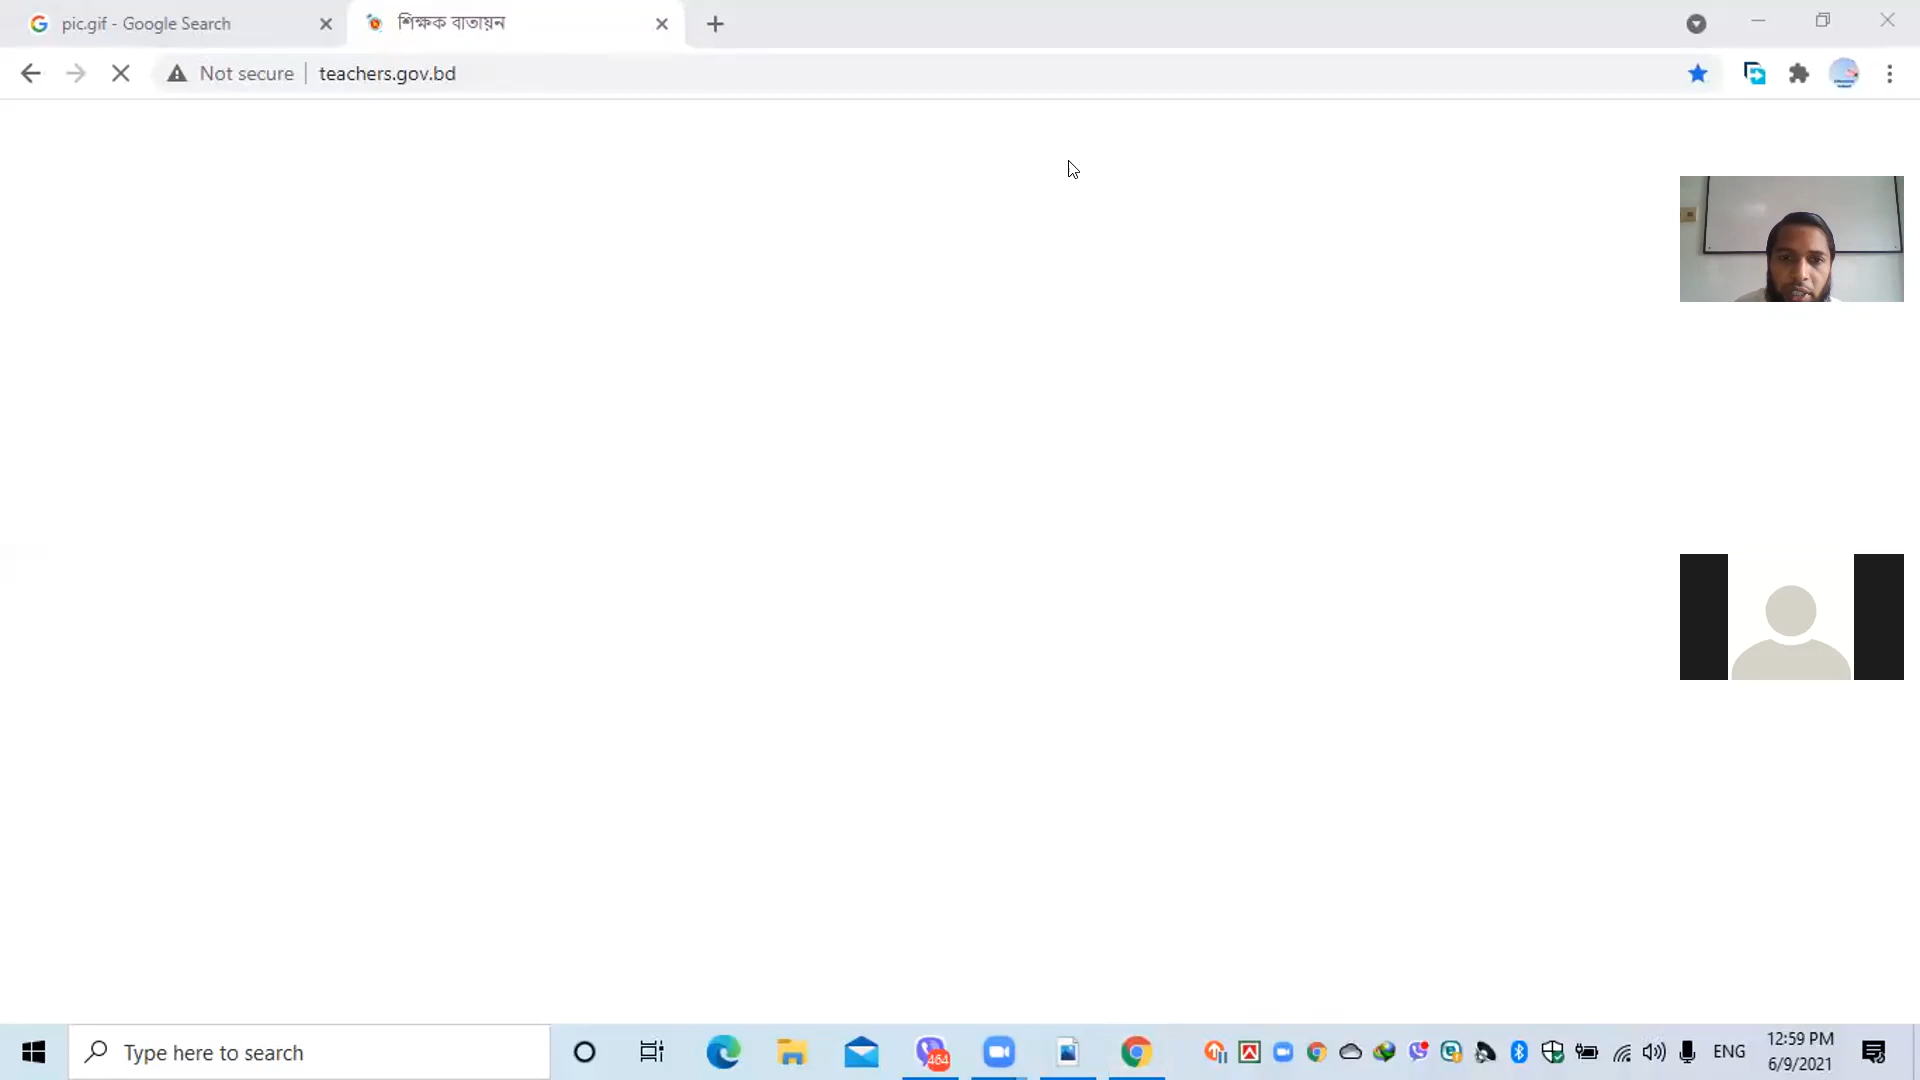 pic.gif - Google Search
শিক্ষক বাতায়ন
Not secure
teachers.gov.bd
Type here to search
464
ENG
12:59 PM
6/9/2021